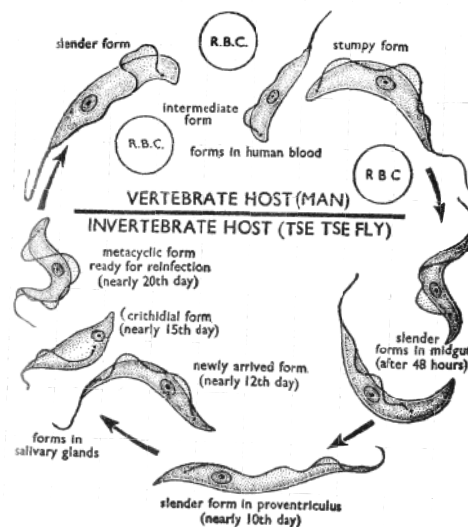 slender form
R.B.C.
stumpy form
intermediate
form
R.B.C.
forms in human blood
R B C
VERTEBRATE HOST (MAN)
INVERTEBRATE HOST (TSE TSE FLY)
metacyclic form
ready for reinfection
(nearly 20th day)
(crithidial form
(nearly 15th day)
slender
forms in midgut
(after 48 hours)
newly arrived form
(nearly 12th day)
forms in
salivary glands
slender form in proventriculus
(nearly 10th day)